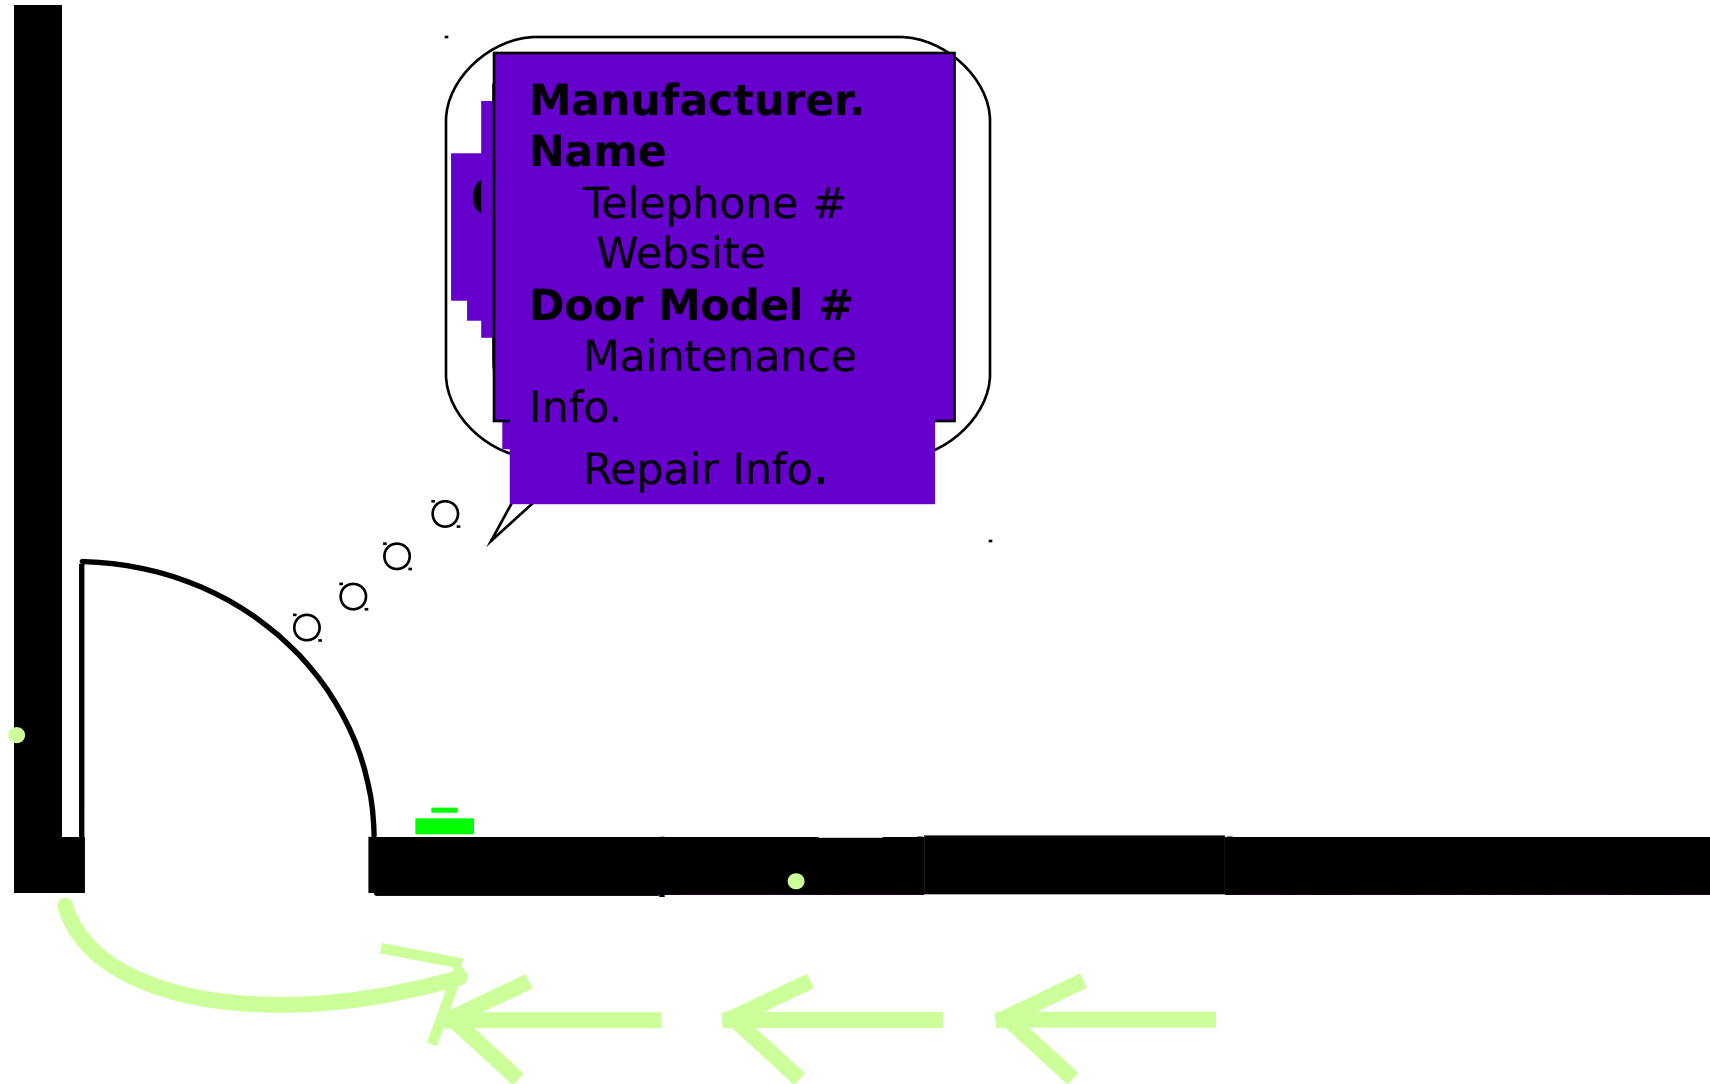 Manufacturer.
Name
Telephone #
Website
Door Model #
Maintenance
Info.
Repair Info.